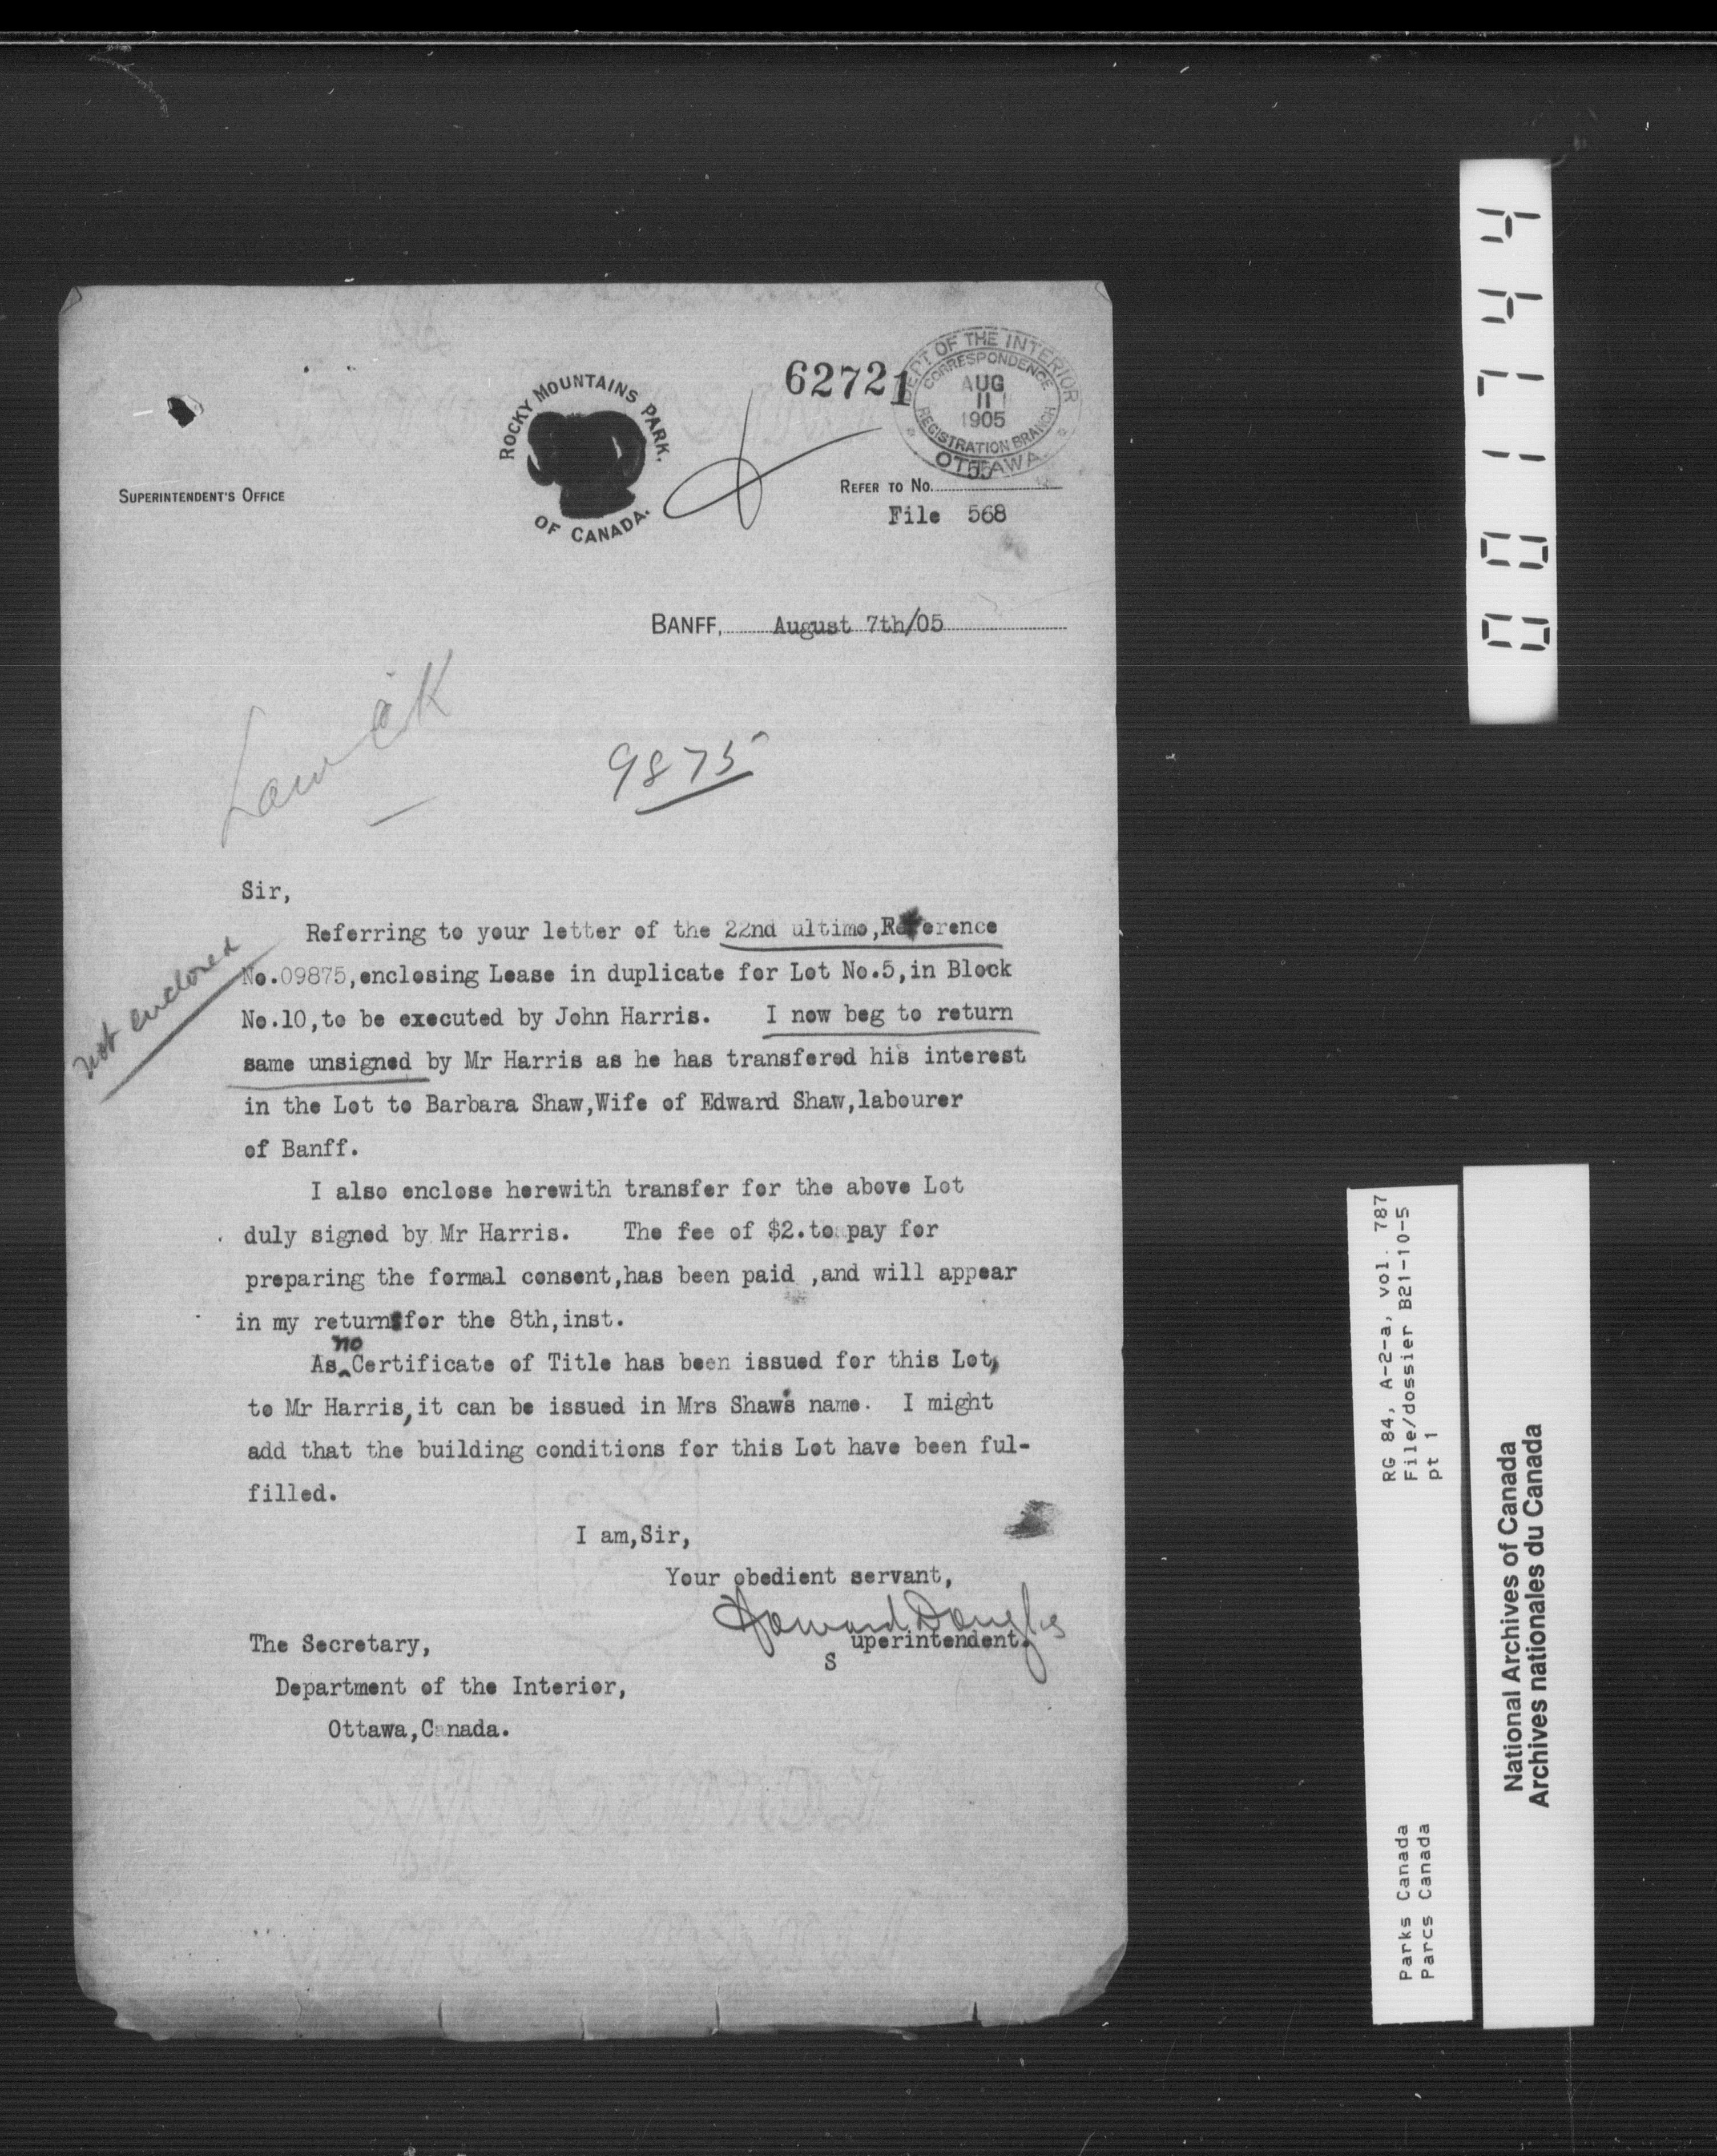 62721
DEPT OF THE INTERIOR
CORRESPONDENCE
AUG
11
1905
REGISTRATION BRANCH
OTTAWA
ROCKY MOUNTAINS PARK.
OF CANADA.
SUPERINTENDENT'S OFFICE
REFER TO No. 55
File 568
BANFF, August 7th/05
9875
Sir,
Referring to your letter of the 22nd ultimo,Reference
No.09875,enclosing Lease in duplicate for Lot No.5,in Block
No.10,to be executed by John Harris. I now beg to return
same unsigned by Mr Harris as he has transfered his interest
in the Lot to Barbara Shaw,Wife of Edward Shaw,labourer
of Banff.
not enclosed
I also enclose herewith transfer for the above Lot
duly signed by Mr Harris. The fee of $2.to pay for
preparing the formal consent,has been paid ,and will appear
in my return for the 8th,inst.
As no Certificate of Title has been issued for this Lot,
to Mr Harris,it can be issued in Mrs Shaw's name. I might
add that the building conditions for this Lot have been ful-
filled.
I am,Sir,
Your obedient servant,
Howard Douglas
Superintendent.
The Secretary,
Department of the Interior,
Ottawa,Canada.
RG 84, A-2-a, vol. 787
File/dossier B21-10-5
pt 1
Parks Canada
Parcs Canada
National Archives of Canada
Archives nationales du Canada